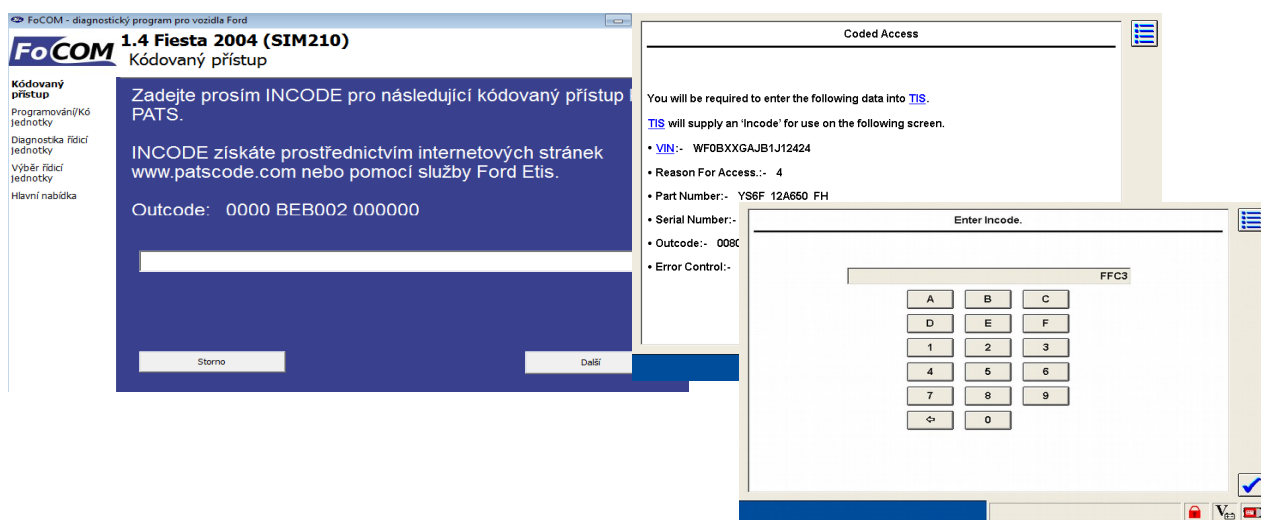 FoCOM - diagnostický program pro vozidla Ford
FoCOM
1.4 Fiesta 2004 (SIM210)
Kódovaný přístup
Kódovaný
přístup
Programování/Kó
jednotky
Diagnostika řídicí
jednotky
Výběr řídicí
jednotky
Hlavní nabídka
Zadejte prosím INCODE pro následující kódovaný přístup
PATS.
INCODE získáte prostřednictvím internetových stránek
www.patscode.com nebo pomocí služby Ford Etis.
Outcode: 0000 BEB002 000000
Storno
Další
Coded Access
You will be required to enter the following data into TIS.
TIS will supply an 'Incode' for use on the following screen.
• VIN:- WF0BXXGAJB1J12424
• Reason For Access.:- 4
• Part Number:- YS6F 12A650 FH
• Serial Number:-
• Outcode:- 0080
• Error Control:-
Enter Incode.
FFC3
A B C
D E F
1 2 3
4 5 6
7 8 9
⇦ 0